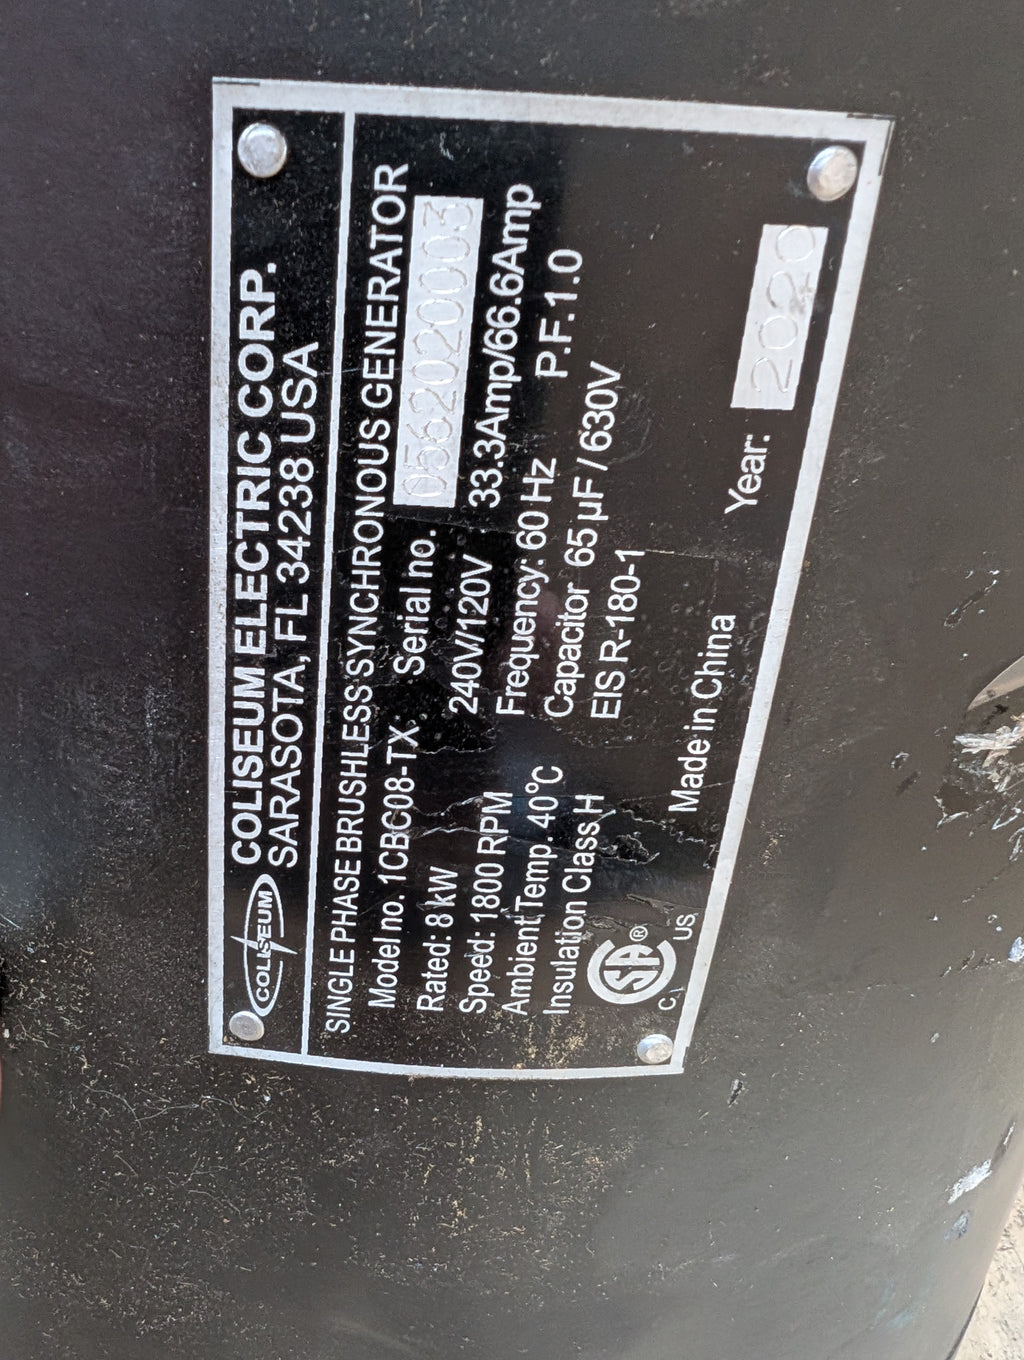 COLISEUM
COLISEUM ELECTRIC CORP.
SARASOTA, FL 34238 USA
SINGLE PHASE BRUSHLESS SYNCHRONOUS GENERATOR
Model no. 1CBC08-TX Serial no. 0562020003
Rated: 8 kW 240V/120V 33.3Amp/66.6Amp
Speed: 1800 RPM Frequency: 60 Hz P.F. 1.0
Ambient Temp. 40°C Capacitor 65 µF / 630V
Insulation Class H EIS R-180-1
C SA ® US
Made in China Year: 2020